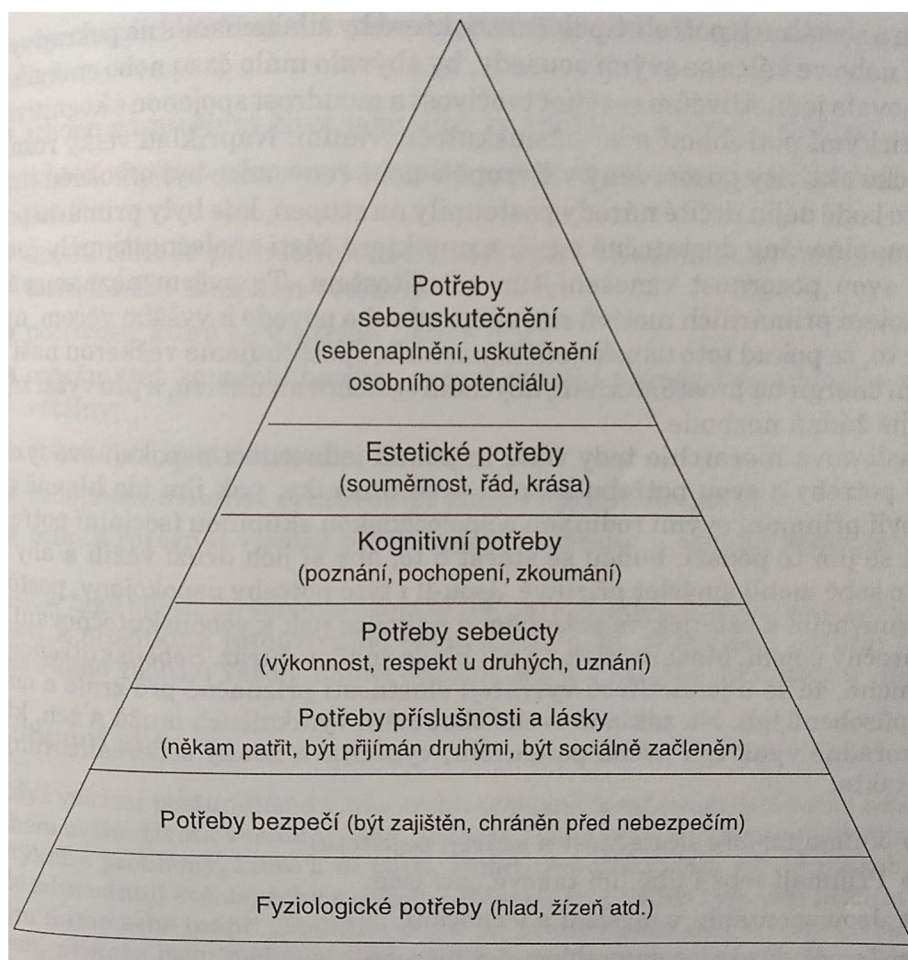 Potřeby
sebeuskutečnění
(sebenaplnění, uskutečnění
osobního potenciálu)
Estetické potřeby
(souměrnost, řád, krása)
Kognitivní potřeby
(poznání, pochopení, zkoumání)
Potřeby sebeúcty
(výkonnost, respekt u druhých, uznání)
Potřeby příslušnosti a lásky
(někam patřit, být přijímán druhými, být sociálně začleněn)
Potřeby bezpečí (být zajištěn, chráněn před nebezpečím)
Fyziologické potřeby (hlad, žízeň atd.)